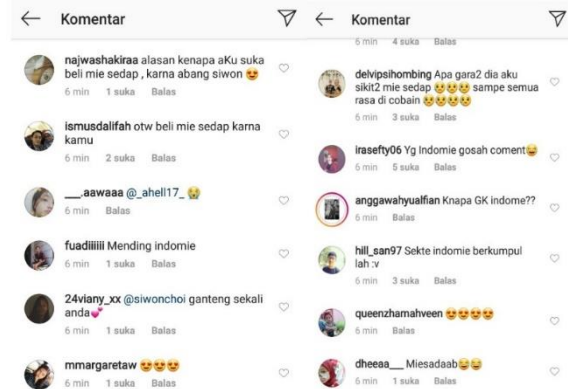 Komentar
najwashakiraa alasan kenapa aKu suka
beli mie sedap , karna abang siwon 😍
6 min 1 suka Balas
ismusdalifah otw beli mie sedap karna
kamu
6 min 2 suka Balas
___.aawaaa @_ahell17_ 😭
6 min Balas
fuadiiiiii Mending indomie
6 min 1 suka Balas
24viany_xx @siwonchoi ganteng sekali
anda💕
6 min 1 suka Balas
mmargaretaw 😍😍😍
6 min 1 suka Balas
Komentar
6 min 4 suka Balas
delvipsihombing Apa gara2 dia aku
sikit2 mie sedap 😢😢😢 sampe semua
rasa di cobain 😢😢😢😢
6 min 3 suka Balas
irasefty06 Yg Indomie gosah coment😂
6 min 5 suka Balas
anggawahyualfian Knapa GK indome??
6 min Balas
hill_san97 Sekte indomie berkumpul
lah :v
6 min 3 suka Balas
queenzhamahveen 😍😍😍😍
6 min Balas
dheeaa___ Miesadaab😂😂
6 min 1 suka Balas